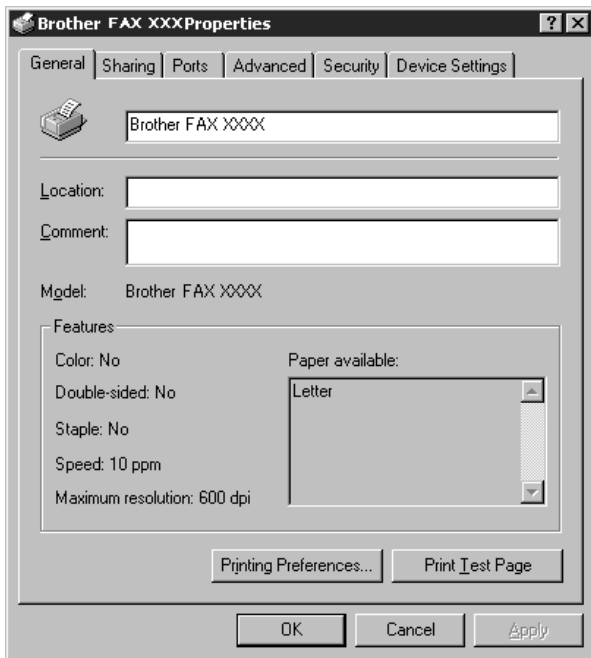 Brother FAX XXXProperties
General Sharing Ports Advanced Security Device Settings
Brother FAX XXXX
Location:
Comment:
Model: Brother FAX XXXX
Features
Color: No
Paper available:
Double-sided: No
Letter
Staple: No
Speed: 10 ppm
Maximum resolution: 600 dpi
Printing Preferences... Print Test Page
OK Cancel Apply